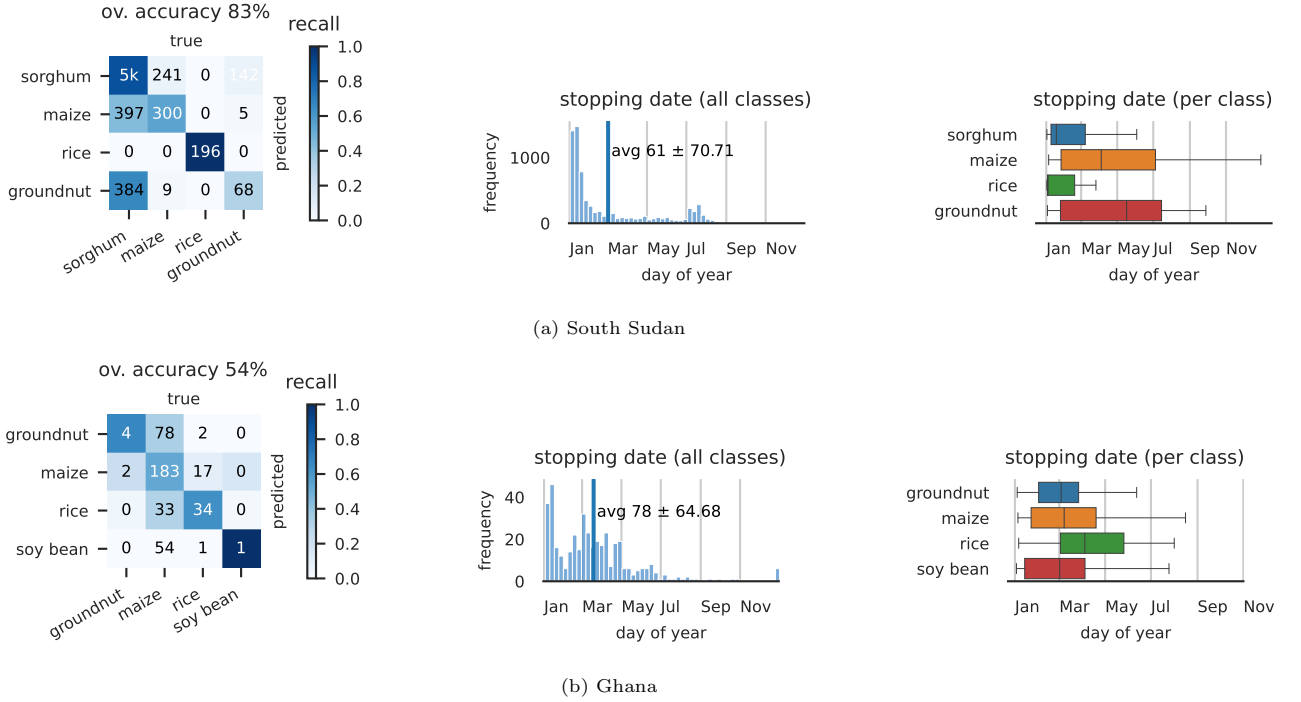 ov. accuracy 83%
recall
true
sorghum 5k 241 0 142
maize 397 300 0 5
rice 0 0 196 0
groundnut 384 9 0 68
sorghum maize rice groundnut
predicted
1.0
0.8
0.6
0.4
0.2
0.0
stopping date (all classes)
frequency
1000
0
avg 61 ± 70.71
Jan Mar May Jul Sep Nov
day of year
stopping date (per class)
sorghum
maize
rice
groundnut
Jan Mar May Jul Sep Nov
day of year
(a) South Sudan
ov. accuracy 54%
recall
true
groundnut 4 78 2 0
maize 2 183 17 0
rice 0 33 34 0
soy bean 0 54 1 1
groundnut maize rice soy bean
predicted
1.0
0.8
0.6
0.4
0.2
0.0
stopping date (all classes)
frequency
40
20
0
avg 78 ± 64.68
Jan Mar May Jul Sep Nov
day of year
stopping date (per class)
groundnut
maize
rice
soy bean
Jan Mar May Jul Sep Nov
day of year
(b) Ghana